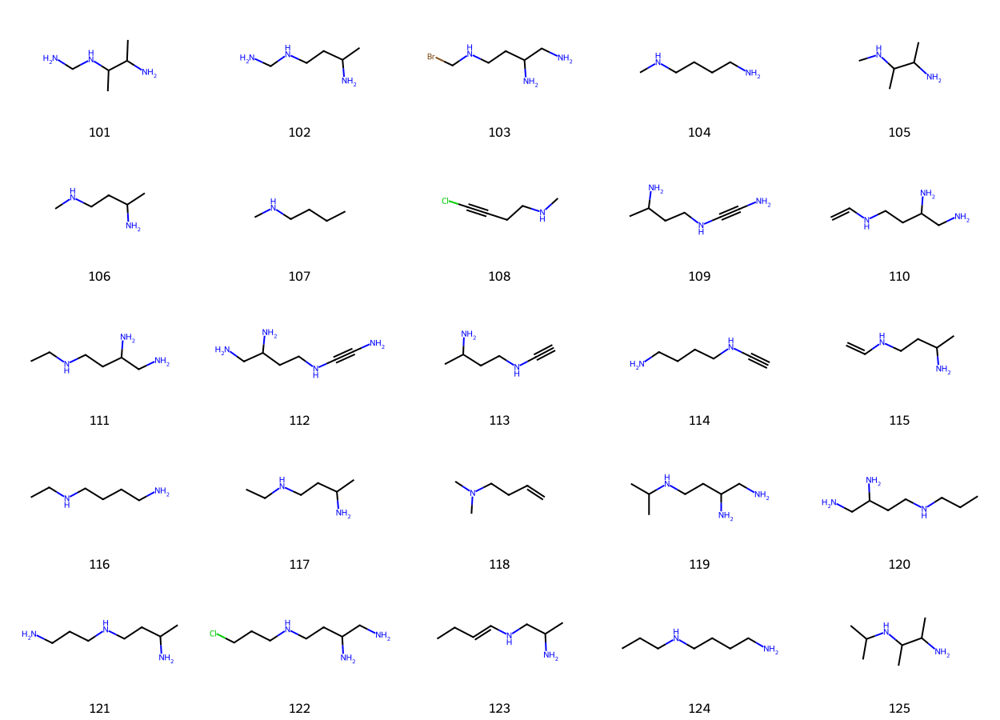 H₂N H N NH₂
H₂N H N NH₂
Br H N NH₂ NH₂
H N NH₂
H N NH₂
101 102 103 104 105
H N NH₂
H N
Cl N H
NH₂ N H NH₂
NH₂ N H NH₂
106 107 108 109 110
NH₂ N H NH₂
NH₂ H₂N N H NH₂
NH₂ N H
H N H₂N
H N NH₂
111 112 113 114 115
N H NH₂
H N NH₂
N
H N NH₂ NH₂
NH₂ H₂N N H
116 117 118 119 120
H₂N H N NH₂
Cl H N NH₂ NH₂
N H NH₂
H N NH₂
H N NH₂
121 122 123 124 125